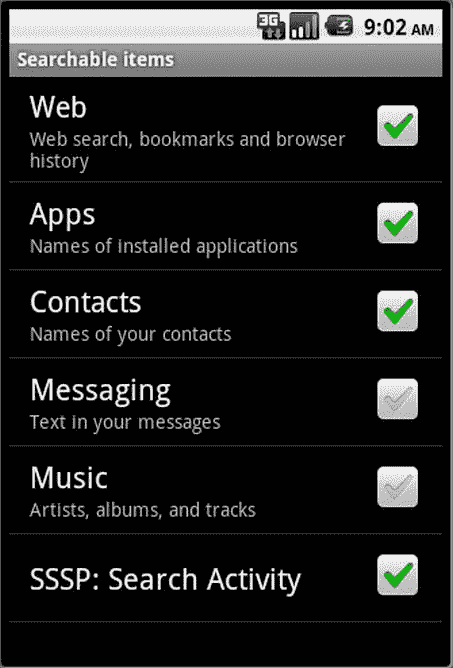 3G 9:02 AM
Searchable items
Web
Web search, bookmarks and browser
history
Apps
Names of installed applications
Contacts
Names of your contacts
Messaging
Text in your messages
Music
Artists, albums, and tracks
SSSP: Search Activity